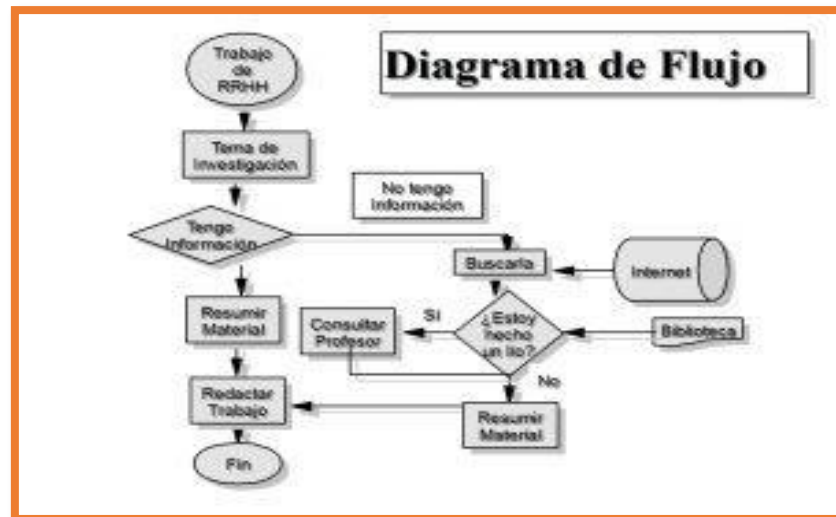 Trabajo
de
RRHH
Diagrama de Flujo
Tema de
Investigación
No tengo
Información
Tengo
Información
Buscarla
Internet
Resumir
Material
Consultar
Profesor
Si
¿Estoy
hecho
un lio?
Biblioteca
No
Redactar
Trabajo
Resumir
Material
Fin